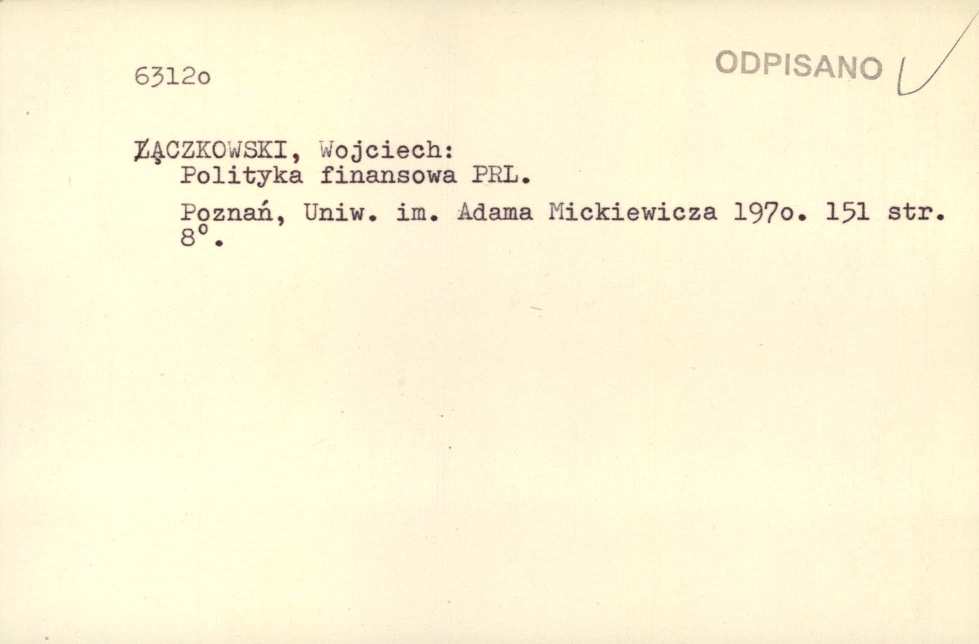 63120
ODPISANO
ŁĄCZKOWSKI, Wojciech:
Polityka finansowa PRL.
Poznań, Uniw. im. Adama Mickiewicza 1970. 151 str.
8°.